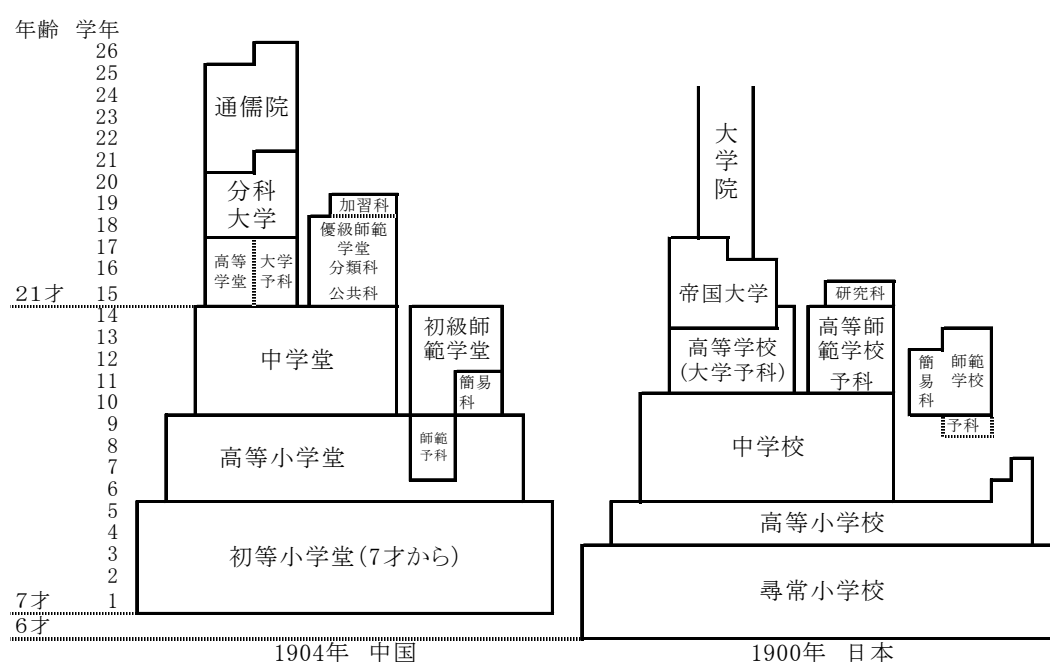 年齢 学年
26
25
24
23
22
21
20
19
18
17
16
21才 15
14
13
12
11
10
9
8
7
6
5
4
3
2
7才 1
6才
通儒院
分科
大学
高等
学堂
大学
予科
加習科
優級師範
学堂
分類科
公共科
中学堂
初級師
範学堂
簡易
科
師範
予科
高等小学堂
初等小学堂(7才から)
1904年 中国
大
学
院
帝国大学
高等学校
(大学予科)
研究科
高等師
範学校
予科
簡
易
科
師範
学校
予科
中学校
高等小学校
尋常小学校
1900年 日本